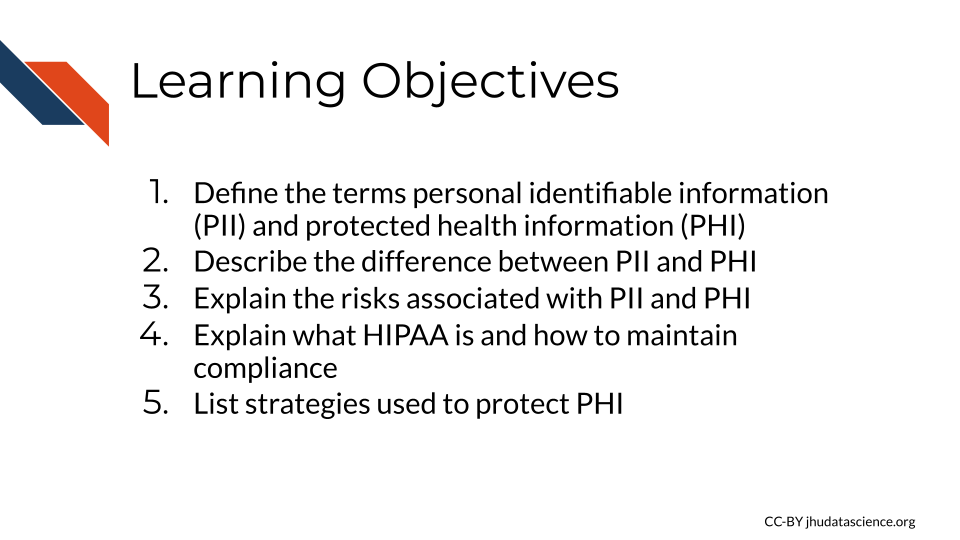 Learning Objectives
1. Define the terms personal identifiable information
(PII) and protected health information (PHI)
2. Describe the difference between PII and PHI
3. Explain the risks associated with PII and PHI
4. Explain what HIPAA is and how to maintain
compliance
5. List strategies used to protect PHI
CC-BY jhudatascience.org